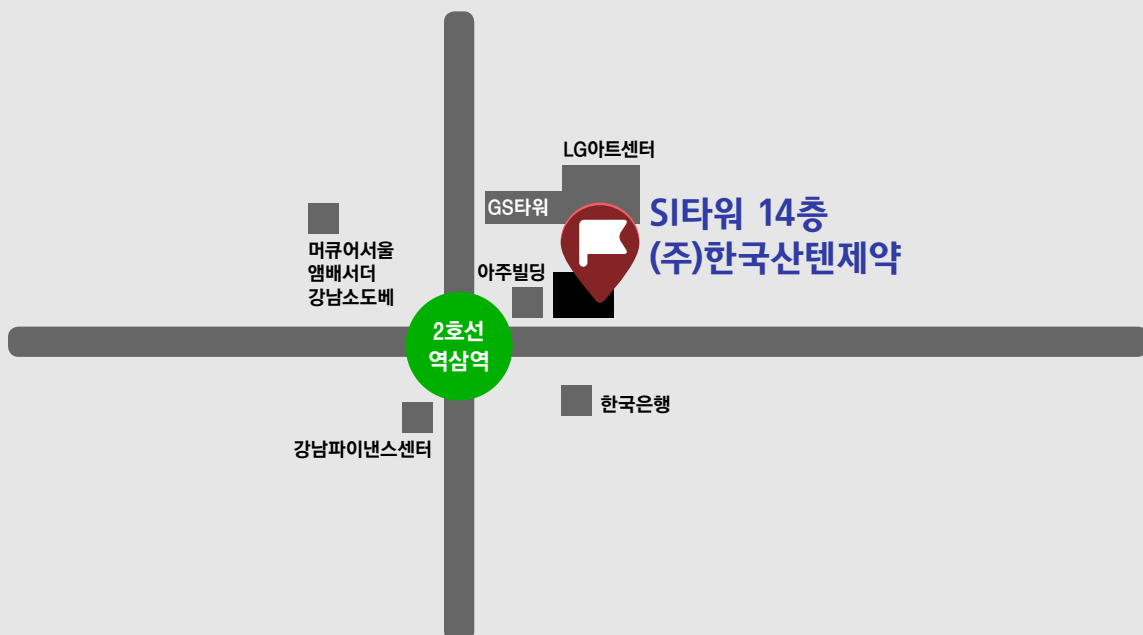 LG아트센터
GS타워
SI타워 14층
(주)한국산텐제약
머큐어서울
앰배서더
강남소도베
아주빌딩
2호선
역삼역
한국은행
강남파이낸스센터